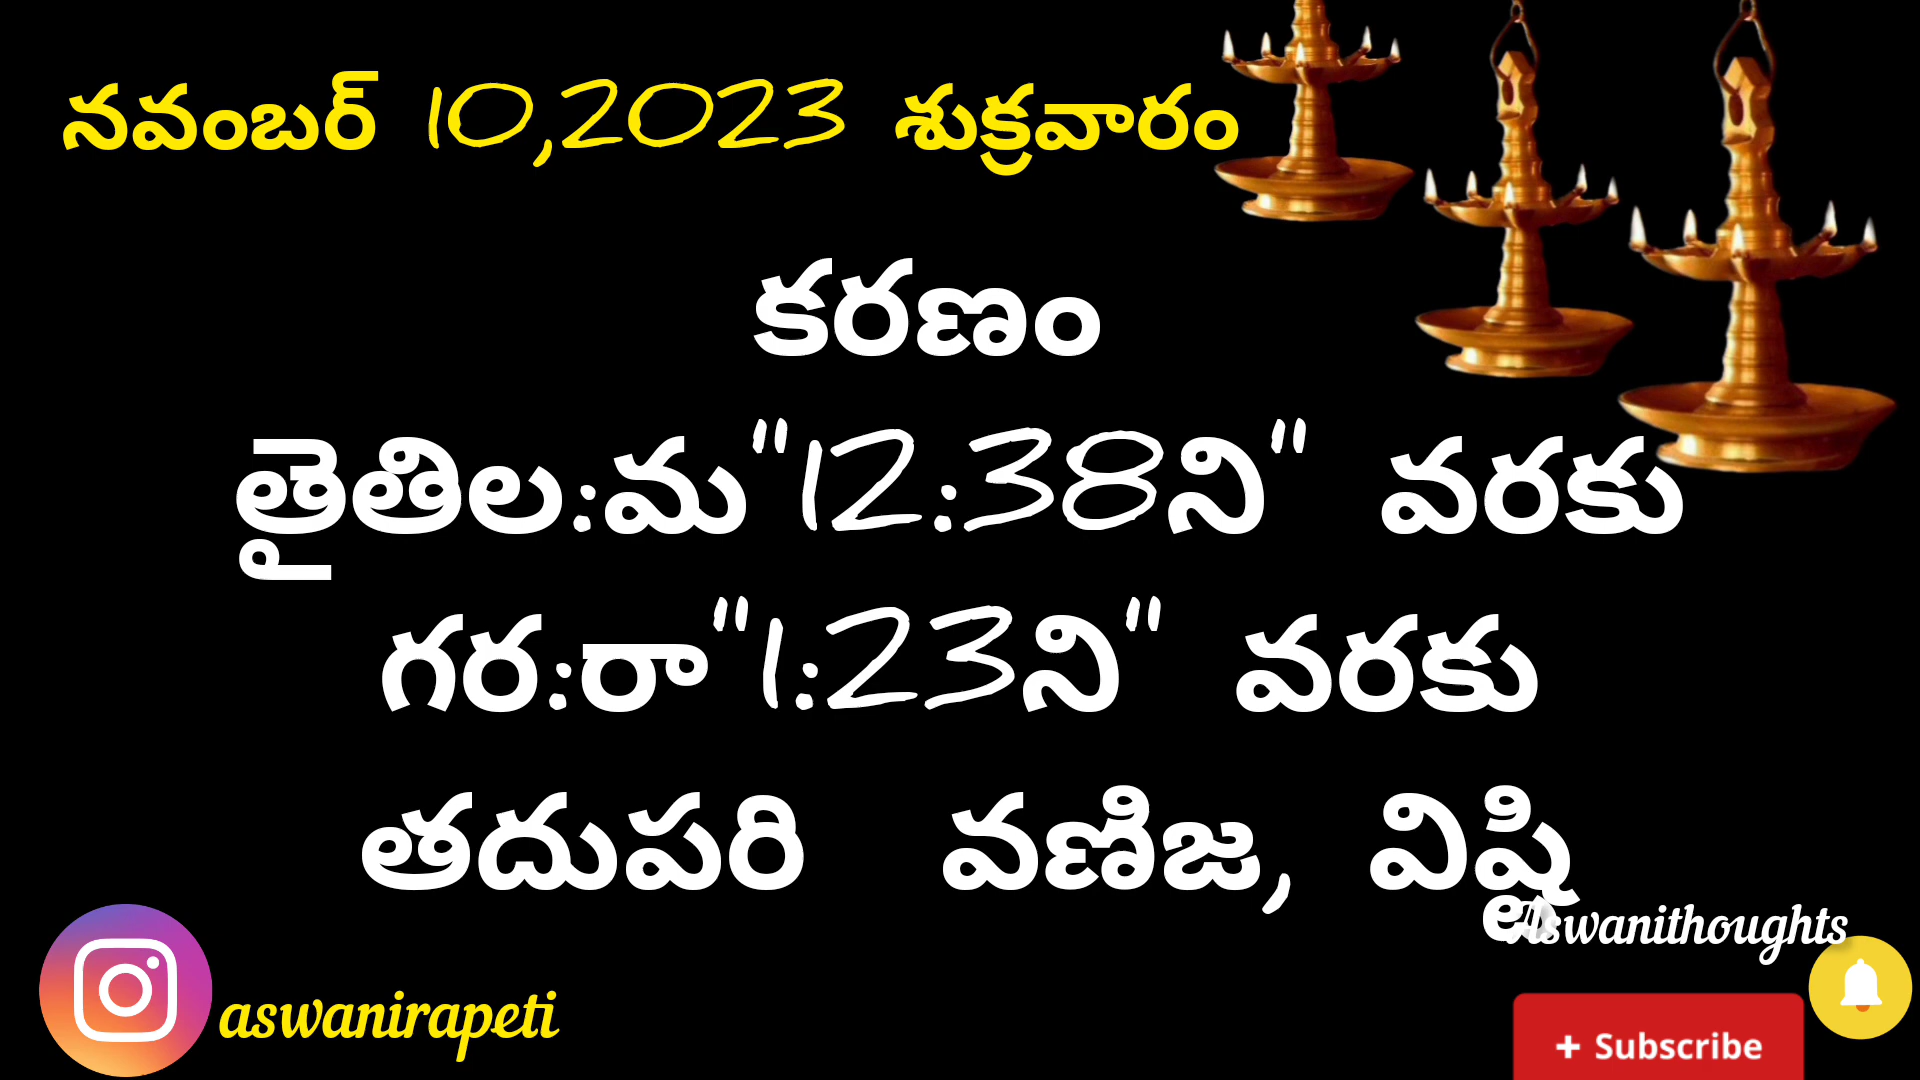 నవంబర్ 10,2023 శుక్రవారం
కరణం
తైతిల:మ"12:38ని" వరకు
గర:రా"1:23ని" వరకు
తదుపరి వణిజ, విష్టి
Aswanithoughts
aswanirapeti
+ Subscribe